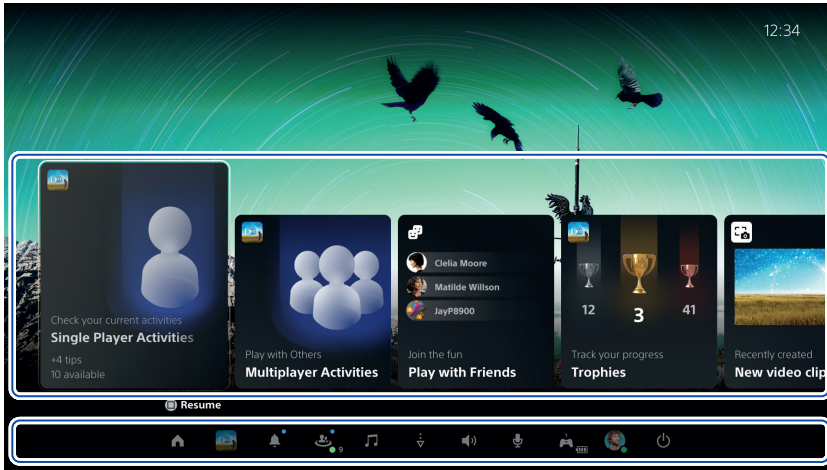 12:34
Check your current activities
Single Player Activities
+4 tips
10 available
Play with Others
Multiplayer Activities
Clelia Moore
Matilde Willson
JayP8900
Join the fun
Play with Friends
12
3
41
Track your progress
Trophies
Recently created
New video clip
Resume
9